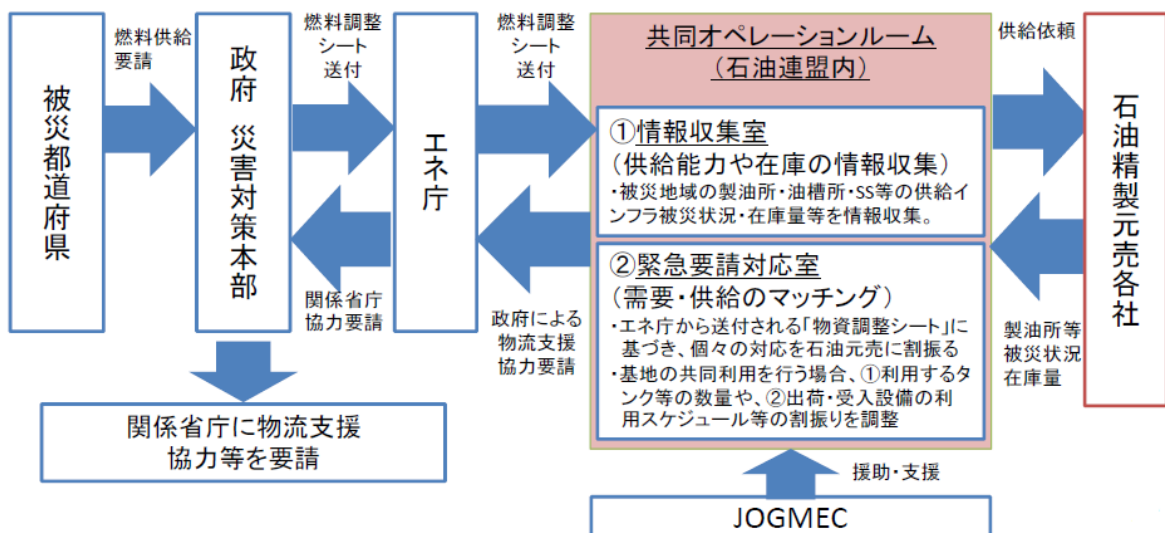 燃料供給
要請
燃料調整
シート
送付
燃料調整
シート
送付
共同オペレーションルーム
（石油連盟内）
供給依頼
被災都道府県
政府 災害対策本部
エネ庁
①情報収集室
(供給能力や在庫の情報収集)
・被災地域の製油所・油槽所・SS等の供給イ
ンフラ被災状況・在庫量等を情報収集。
②緊急要請対応室
(需要・供給のマッチング)
・エネ庁から送付される「物資調整シート」に
基づき、個々の対応を石油元売に割振る
・基地の共同利用を行う場合、①利用するタ
ンク等の数量や、②出荷・受入設備の利
用スケジュール等の割振りを調整
石油精製元売各社
関係省庁
協力要請
政府による
物流支援
協力要請
製油所等
被災状況
在庫量
関係省庁に物流支援
協力等を要請
援助・支援
JOGMEC